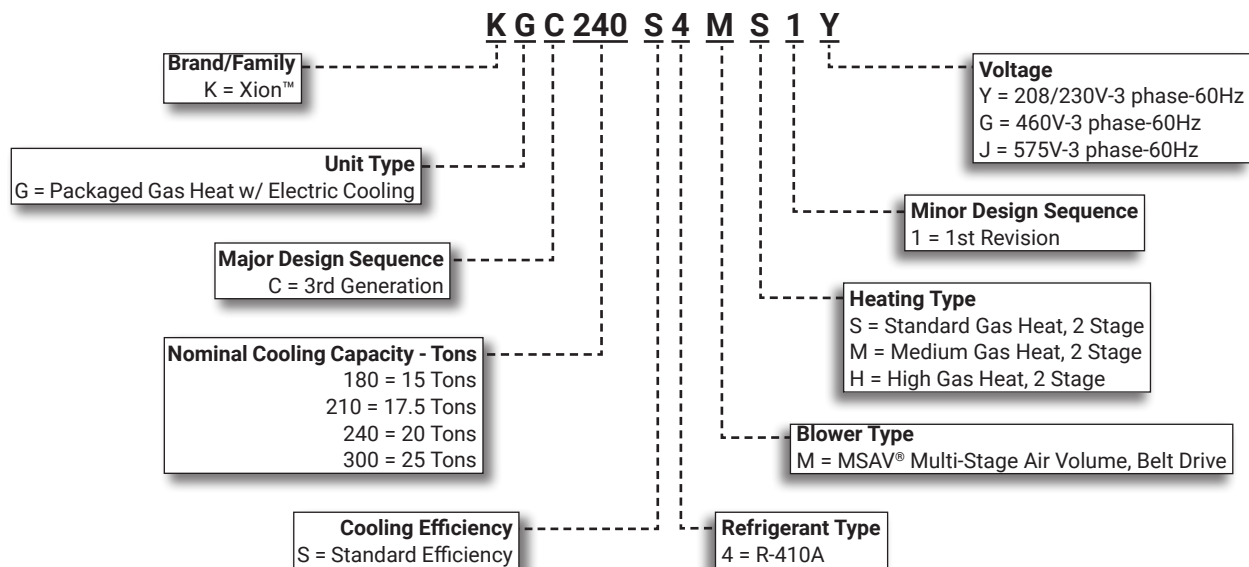 K G C 240 S 4 M S 1 Y
Brand/Family
K = Xion™
Unit Type
G = Packaged Gas Heat w/ Electric Cooling
Major Design Sequence
C = 3rd Generation
Nominal Cooling Capacity - Tons
180 = 15 Tons
210 = 17.5 Tons
240 = 20 Tons
300 = 25 Tons
Cooling Efficiency
S = Standard Efficiency
Voltage
Y = 208/230V-3 phase-60Hz
G = 460V-3 phase-60Hz
J = 575V-3 phase-60Hz
Minor Design Sequence
1 = 1st Revision
Heating Type
S = Standard Gas Heat, 2 Stage
M = Medium Gas Heat, 2 Stage
H = High Gas Heat, 2 Stage
Blower Type
M = MSAV® Multi-Stage Air Volume, Belt Drive
Refrigerant Type
4 = R-410A